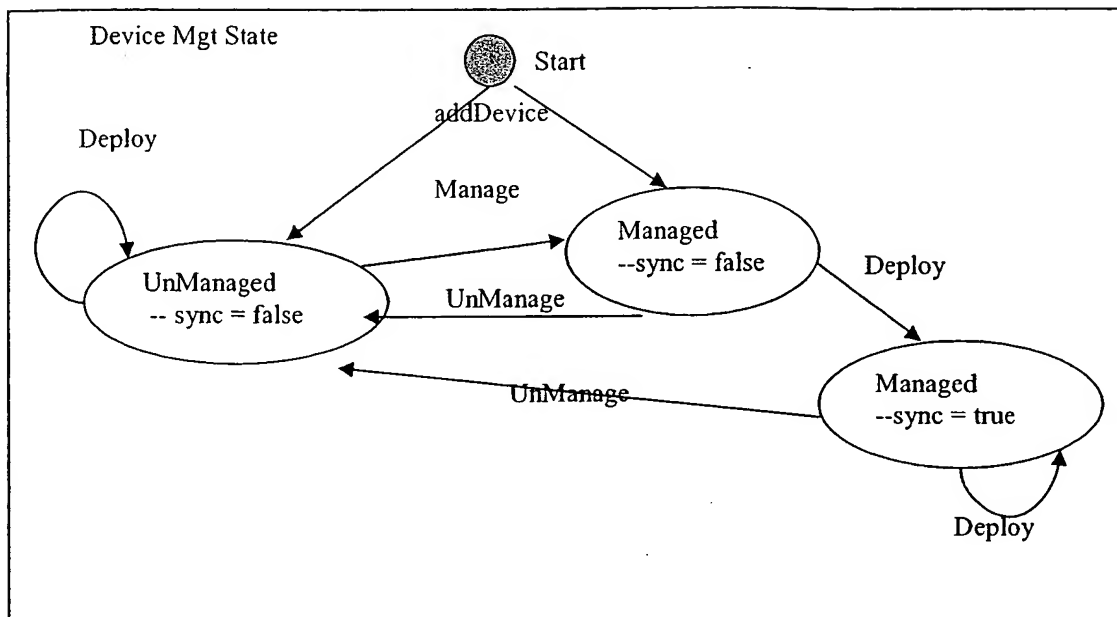 Device Mgt State
Start
addDevice
Deploy
Manage
Managed
--sync = false
Deploy
UnManaged
-- sync = false
UnManage
UnManage
Managed
--sync = true
Deploy